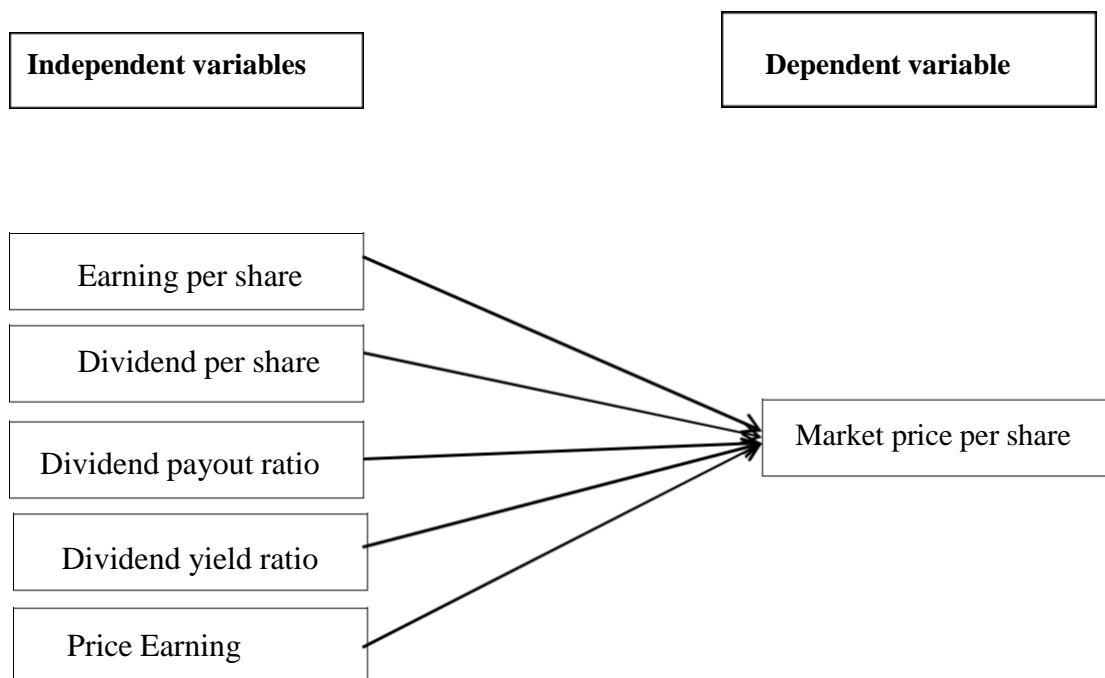 Independent variables
Dependent variable
Earning per share
Dividend per share
Dividend payout ratio
Dividend yield ratio
Price Earning
Market price per share